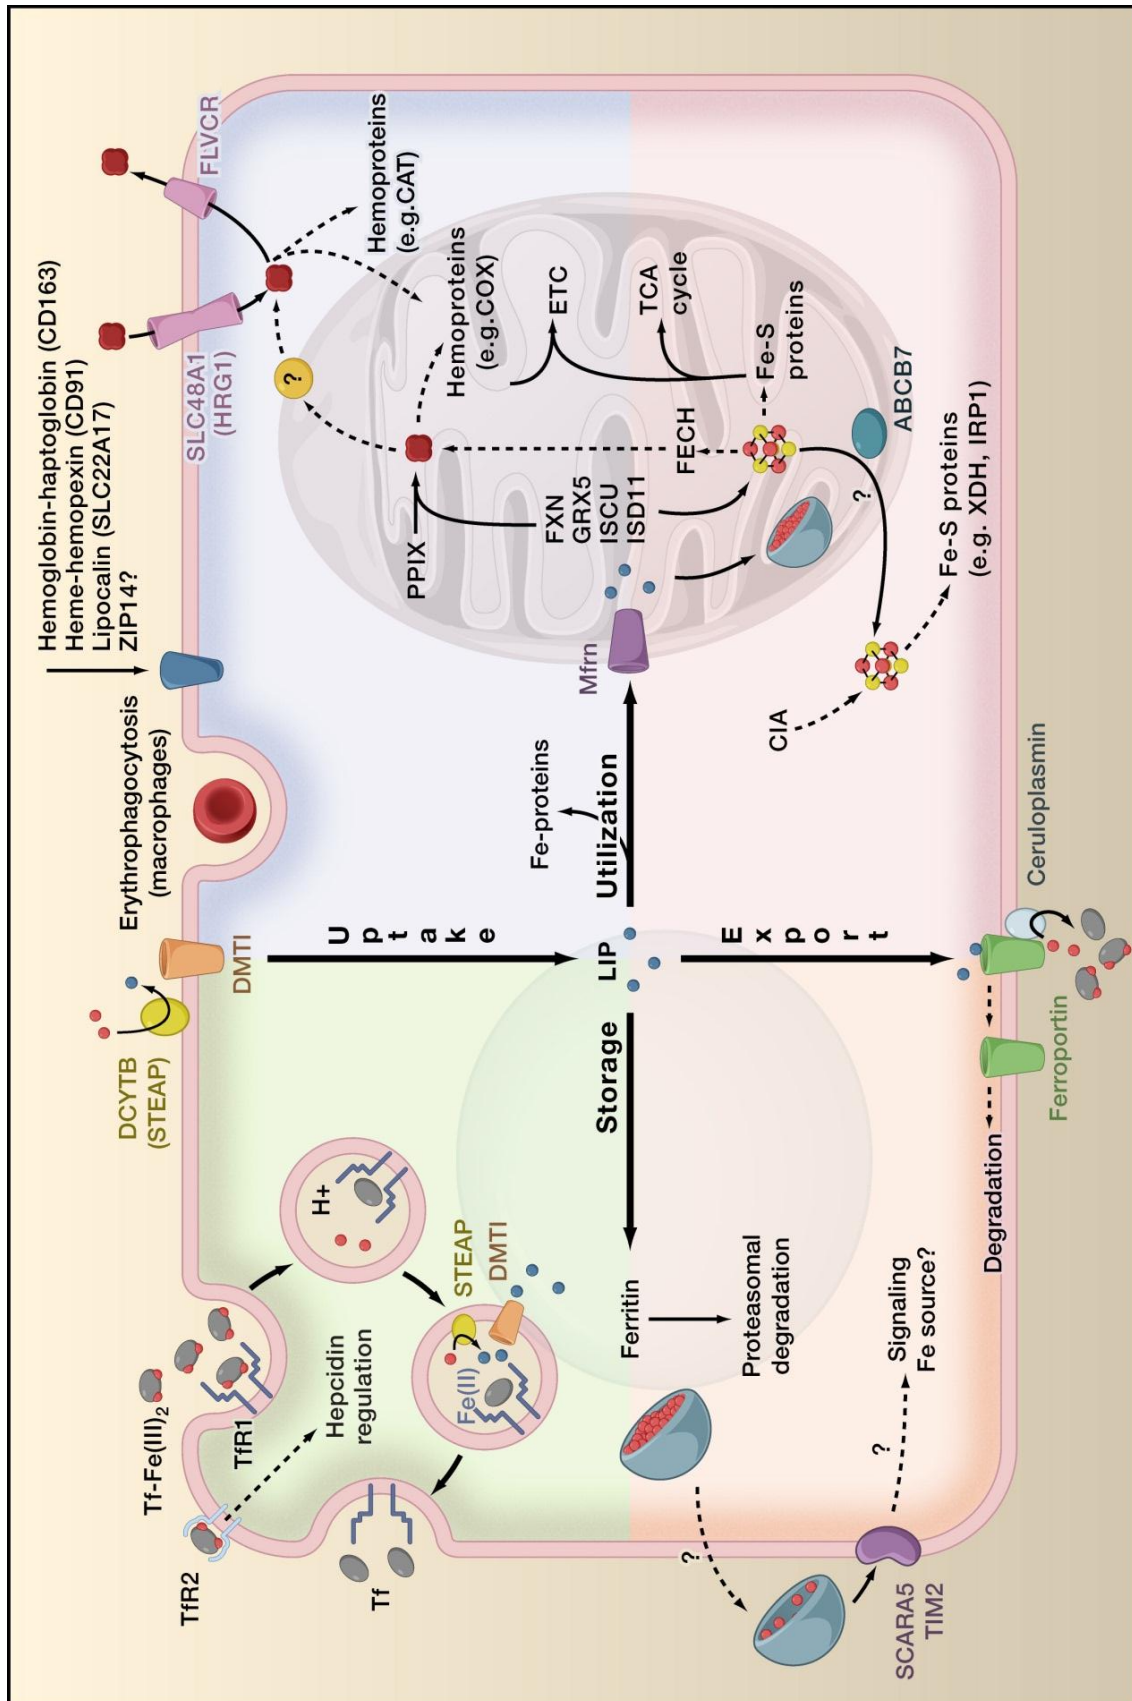 Hemoglobin-haptoglobin (CD163)
Heme-hemopexin (CD91)
Lipocalin (SLC22A17)
ZIP14?
Tf-Fe(III)2
TfR2
TfR1
Hepcidin
regulation
Tf
H+
STEAP
DMTI
Fe(II)
DCYTB
(STEAP)
DMTI
Erythrophagocytosis
(macrophages)
SLC48A1
(HRG1)
FLVCR
Hemoproteins
(e.g.CAT)
?
Hemoproteins
(e.g.COX)
PPIX
FXN
GRX5
ISCU
ISD11
FECH
ETC
TCA
cycle
Fe-S
proteins
Mfrn
ABCB7
?
CIA
Fe-S proteins
(e.g. XDH, IRP1)
Uptake
Fe-proteins
Storage
LIP
Utilization
Export
Ferritin
Proteasomal
degradation
?
SCARA5
TIM2
?
Signaling
Fe source?
Degradation
Ferroportin
Ceruloplasmin